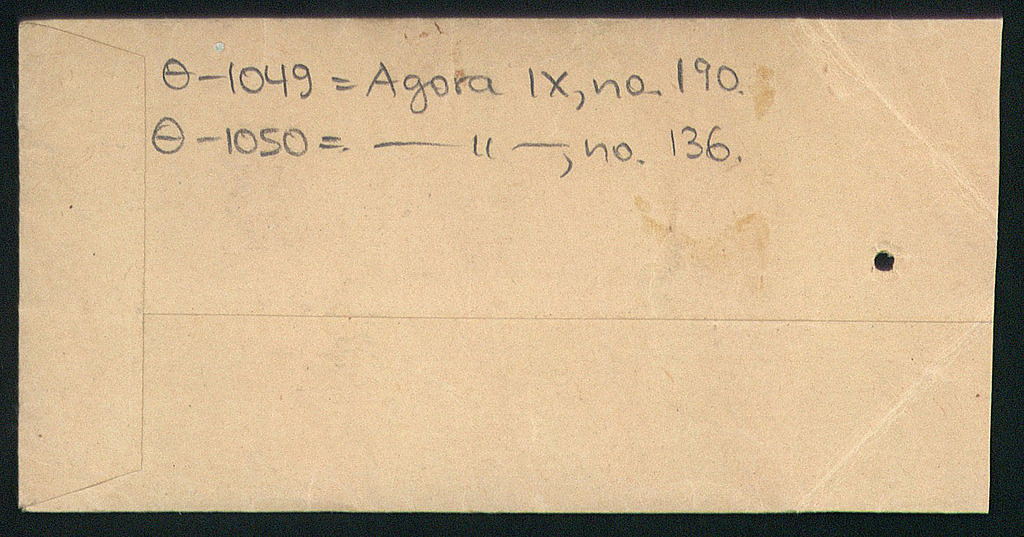 Θ-1049 = Agora IX, no. 190.
Θ-1050 = — " —, no. 136.